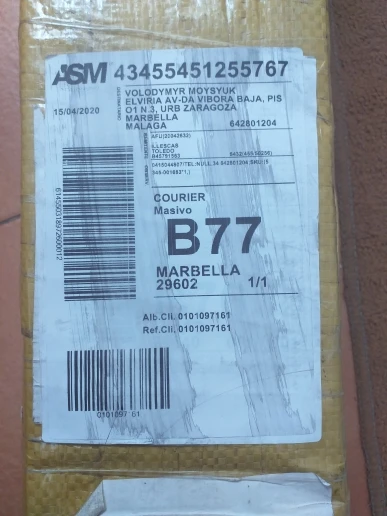 ASM 43455451255767
15/04/2020
VOLODYMYR MOYSYUK
ELVIRIA AV-DA VIBORA BAJA, PIS
O1 N.3, URB ZARAGOZA
MARBELLA
MALAGA 642801204
ILLESCAS
TOLEDO
COURIER
Masivo
B77
MARBELLA
29602 1/1
Alb.Cli.0101097161
Ref.Cli.0101097161